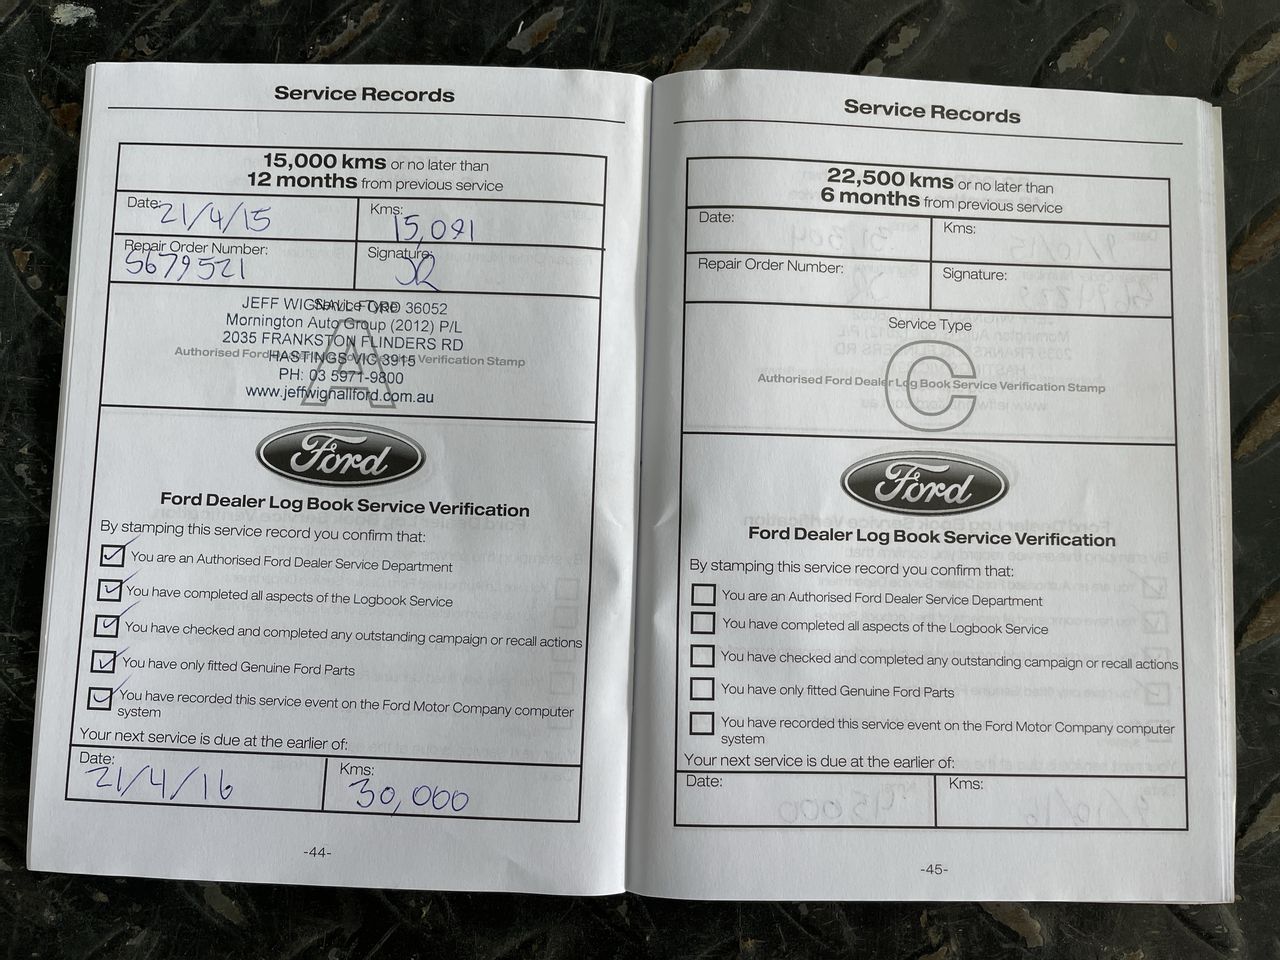 Service Records
15,000 kms or no later than
12 months from previous service
Date: 21/4/15
Kms: 15,091
Repair Order Number: 5679521
Signature:
Service Type
JEFF WIGNALL FORD 36052
Mornington Auto Group (2012) P/L
2035 FRANKSTON FLINDERS RD
HASTINGS VIC 3915
PH: 03 5971-9800
www.jeffwignallford.com.au
A
Authorised Ford Dealer Log Book Service Verification Stamp
Ford
Ford Dealer Log Book Service Verification
By stamping this service record you confirm that:
You are an Authorised Ford Dealer Service Department
You have completed all aspects of the Logbook Service
You have checked and completed any outstanding campaign or recall actions
You have only fitted Genuine Ford Parts
You have recorded this service event on the Ford Motor Company computer
system
Your next service is due at the earlier of:
Date: 21/4/16
Kms: 30,000
-44-
Service Records
22,500 kms or no later than
6 months from previous service
Date:
Kms:
Repair Order Number:
Signature:
Service Type
C
Authorised Ford Dealer Log Book Service Verification Stamp
Ford
Ford Dealer Log Book Service Verification
By stamping this service record you confirm that:
You are an Authorised Ford Dealer Service Department
You have completed all aspects of the Logbook Service
You have checked and completed any outstanding campaign or recall actions
You have only fitted Genuine Ford Parts
You have recorded this service event on the Ford Motor Company computer
system
Your next service is due at the earlier of:
Date:
Kms:
-45-